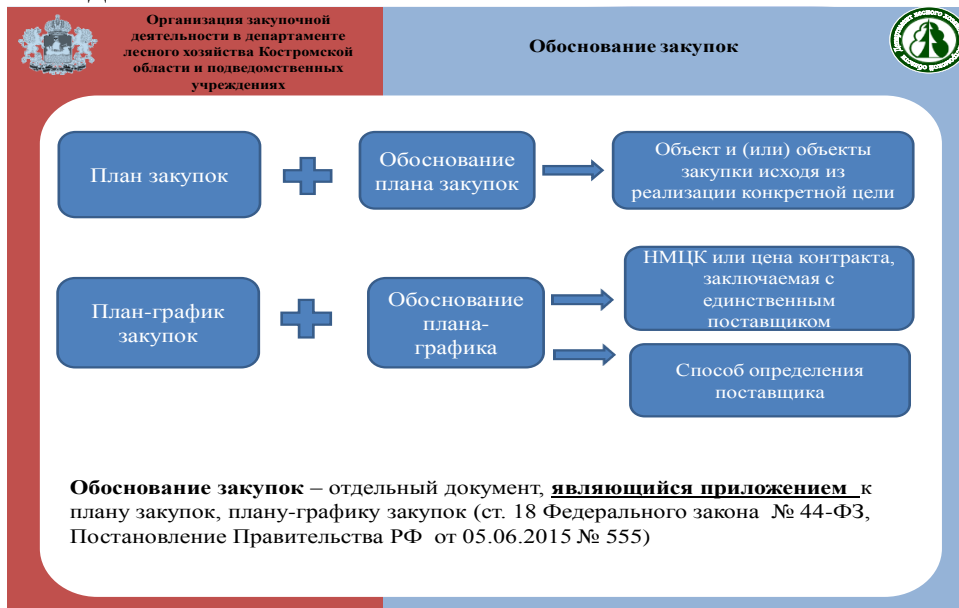 Организация закупочной
деятельности в департаменте
лесного хозяйства Костромской
области и подведомственных
учреждениях
Обоснование закупок
План закупок
Обоснование
плана закупок
Объект и (или) объекты
закупки исходя из
реализации конкретной цели
План-график
закупок
Обоснование
плана-
графика
НМЦК или цена контракта,
заключаемая с
единственным
поставщиком
Способ определения
поставщика
Обоснование закупок – отдельный документ, являющийся приложением к
плану закупок, плану-графику закупок (ст. 18 Федерального закона № 44-ФЗ,
Постановление Правительства РФ от 05.06.2015 № 555)